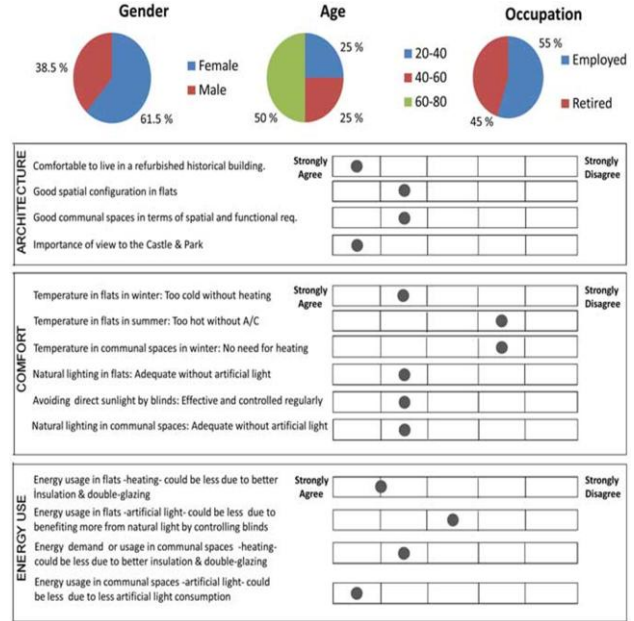 Gender
Age
Occupation
38.5 %
61.5 %
Female
Male
25 %
50 %
25 %
20-40
40-60
60-80
55 %
45 %
Employed
Retired
ARCHITECTURE
Comfortable to live in a refurbished historical building.
Strongly
Agree
Strongly
Disagree
Good spatial configuration in flats
Good communal spaces in terms of spatial and functional req.
Importance of view to the Castle & Park
COMFORT
Temperature in flats in winter: Too cold without heating
Strongly
Agree
Strongly
Disagree
Temperature in flats in summer: Too hot without A/C
Temperature in communal spaces in winter: No need for heating
Natural lighting in flats: Adequate without artificial light
Avoiding direct sunlight by blinds: Effective and controlled regularly
Natural lighting in communal spaces: Adequate without artificial light
ENERGY USE
Energy usage in flats -heating- could be less due to better
Insulation & double-glazing
Strongly
Agree
Strongly
Disagree
Energy usage in flats -artificial light- could be less due to
benefiting more from natural light by controlling blinds
Energy demand or usage in communal spaces -heating-
could be less due to better insulation & double-glazing
Energy usage in communal spaces -artificial light- could
be less due to less artificial light consumption